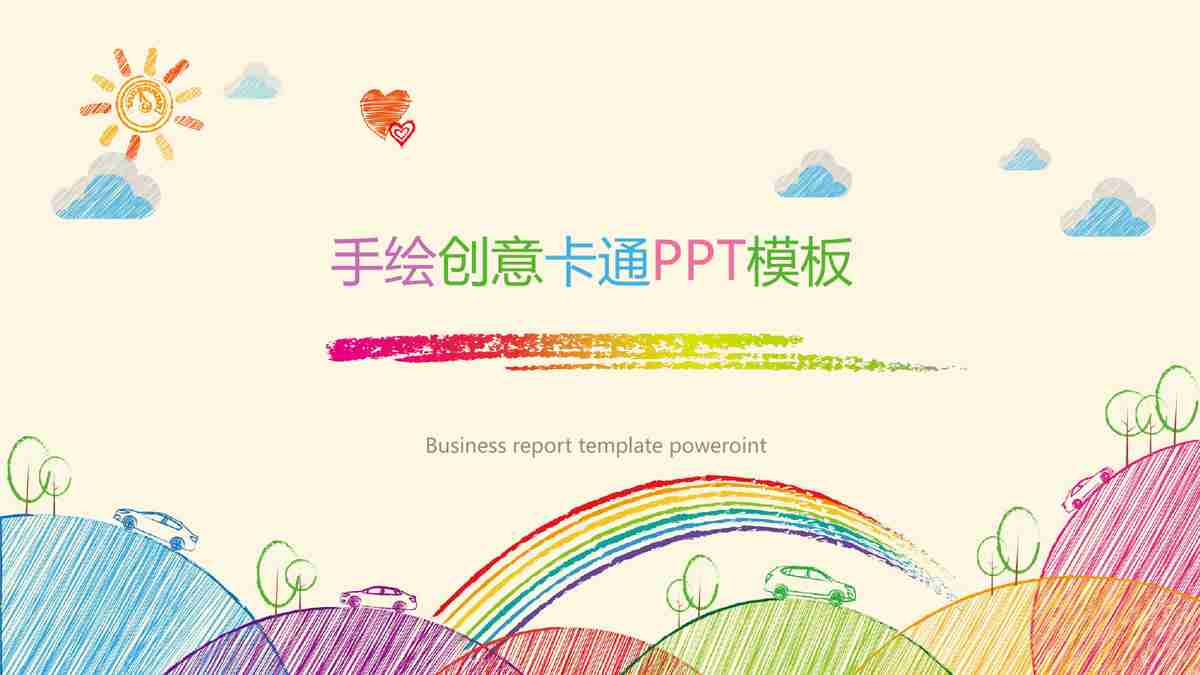 手绘创意卡通PPT模板
Business report template poweroint